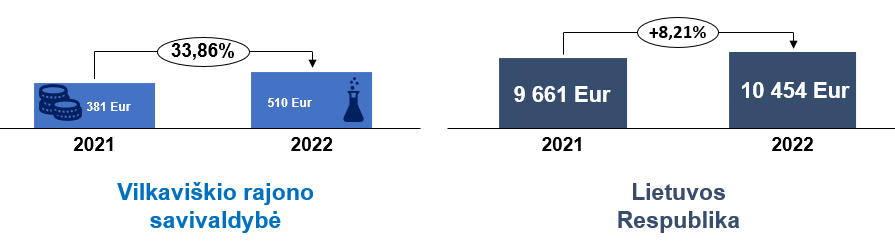 33,86%
381 Eur
510 Eur
2021
2022
Vilkaviškio rajono
savivaldybė
+8,21%
9 661 Eur
10 454 Eur
2021
2022
Lietuvos
Respublika